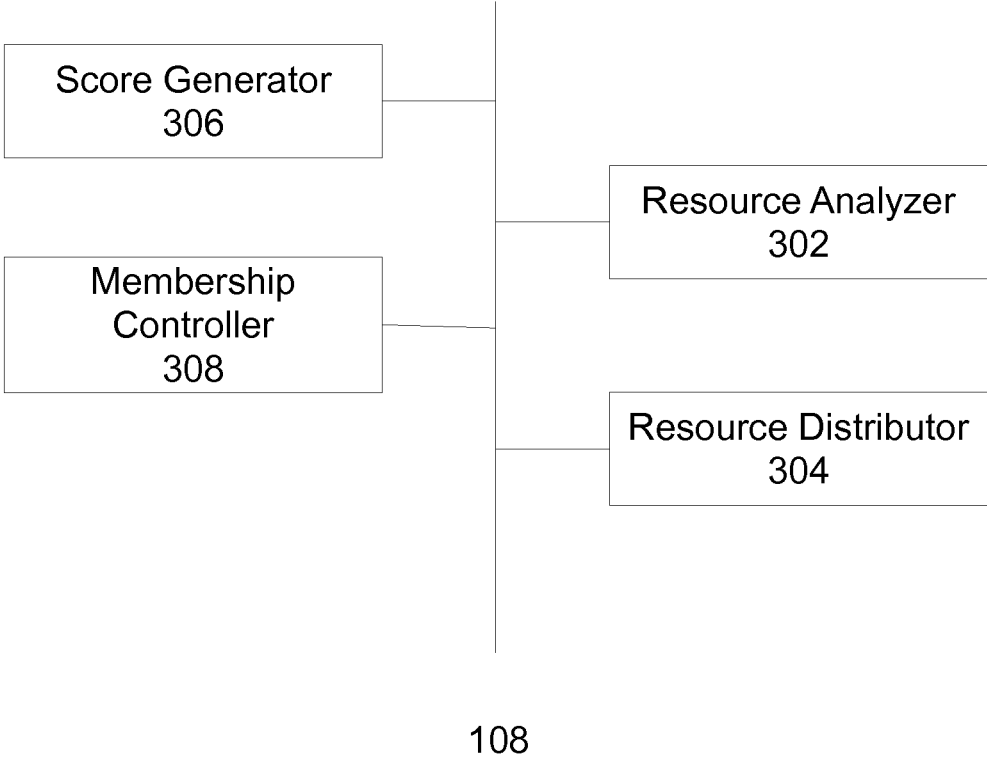 Score Generator
306
Resource Analyzer
302
Membership
Controller
308
Resource Distributor
304
108